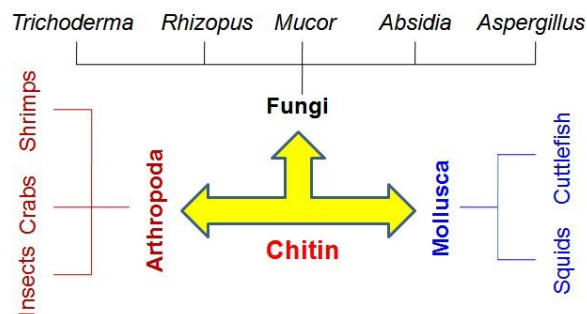 Trichoderma Rhizopus Mucor Absidia Aspergillus
Fungi
Shrimps
Crabs
Insects
Arthropoda
Chitin
Mollusca
Cuttlefish
Squids